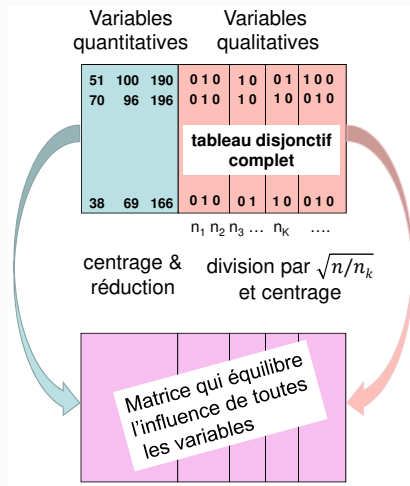 Variables Variables
quantitatives qualitatives
51 100 190 0 1 0 1 0 0 1 1 0 0
70 96 196 0 1 0 1 0 1 0 0 1 0
tableau disjonctif
complet
38 69 166 0 1 0 0 1 1 0 0 1 0
n₁ n₂ n₃ ... n_K ....
centrage & division par √(n/n_k)
réduction et centrage
Matrice qui équilibre
l'influence de toutes
les variables